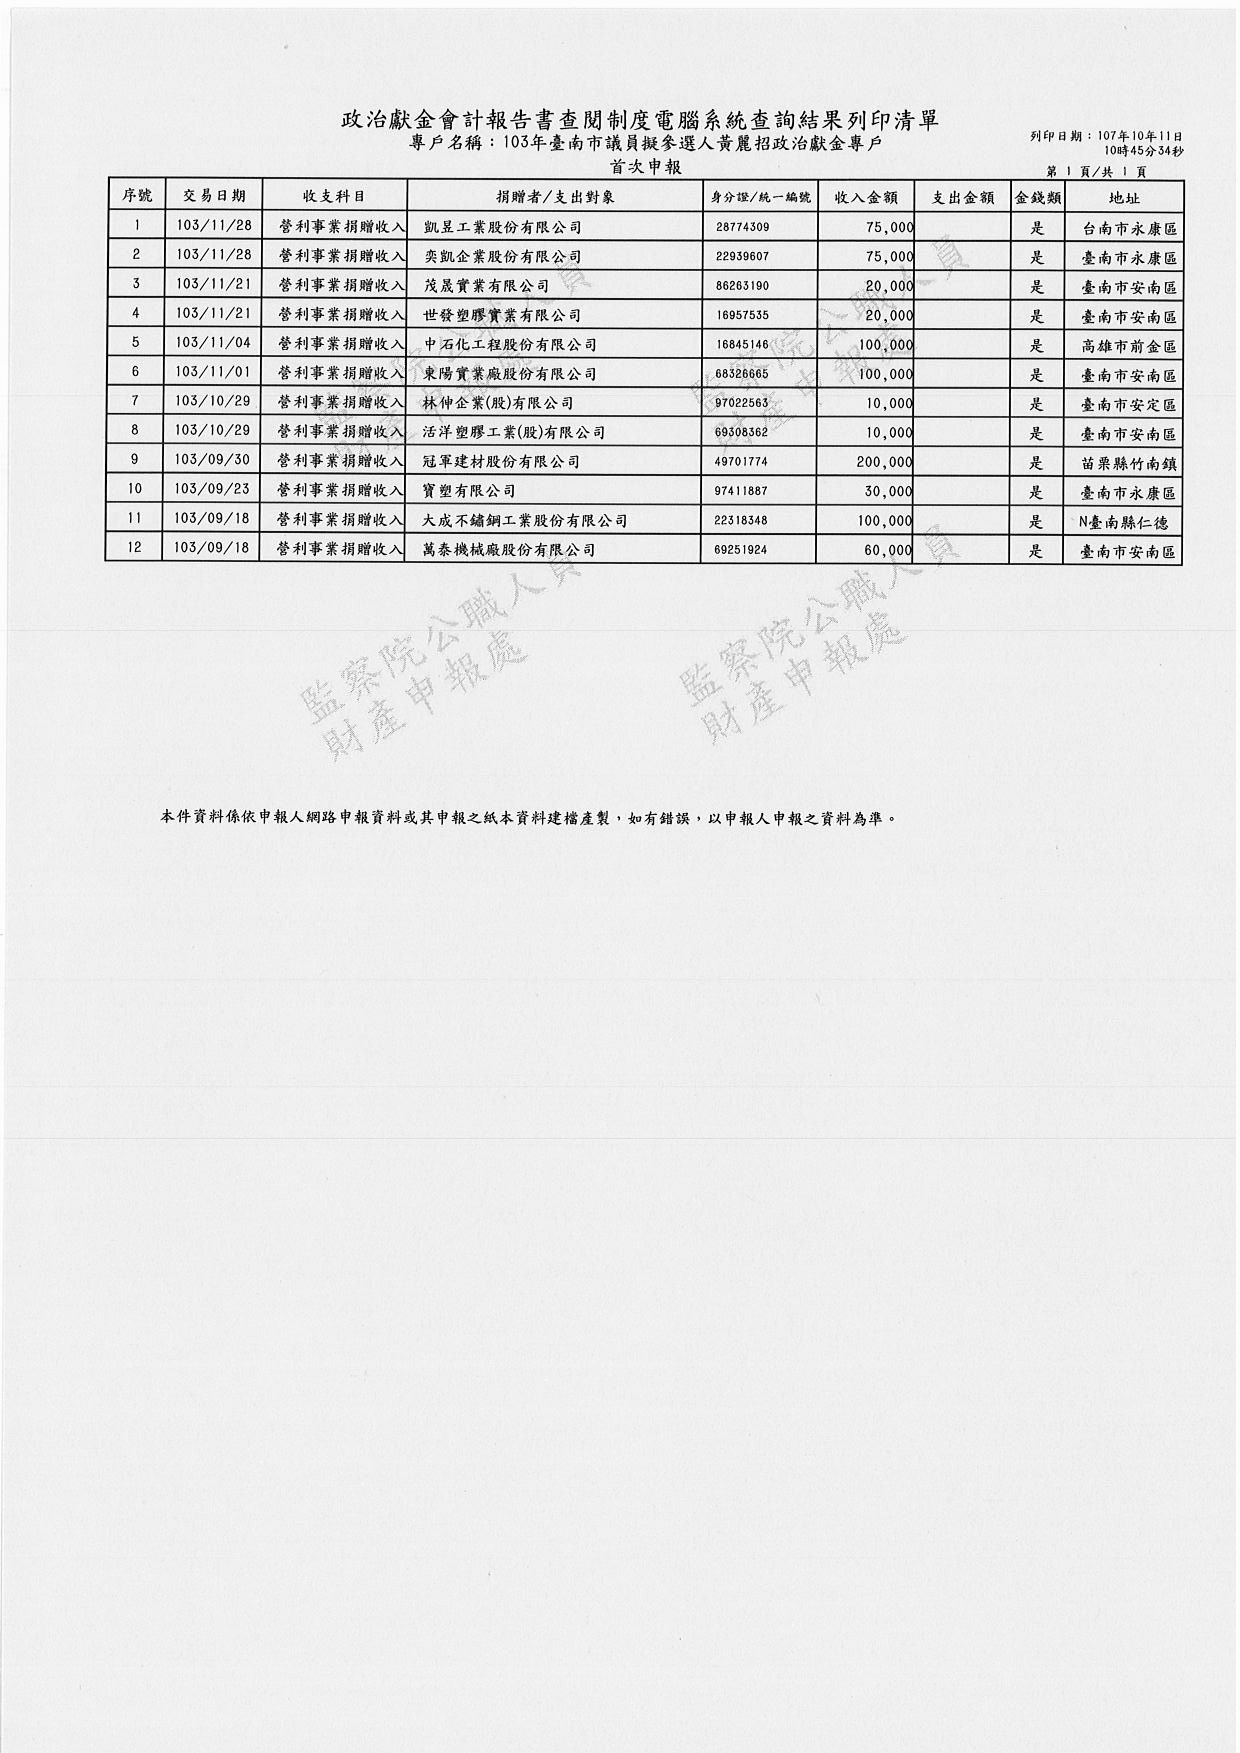 政治獻金會計報告書查閱制度電腦系統查詢結果列印清單
專戶名稱：103年臺南市議員擬參選人黃麗招政治獻金專戶
列印日期：107年10年11日
10時45分34秒
首次申報
第 1 頁/共 1 頁
序號 交易日期 收支科目 捐贈者/支出對象 身分證/統一編號 收入金額 支出金額 金錢類 地址
1 103/11/28 營利事業捐贈收入 凱昱工業股份有限公司 28774309 75,000 是 台南市永康區
2 103/11/28 營利事業捐贈收入 奕凱企業股份有限公司 22939607 75,000 是 臺南市永康區
3 103/11/21 營利事業捐贈收入 茂晟實業有限公司 86263190 20,000 是 臺南市安南區
4 103/11/21 營利事業捐贈收入 世發塑膠實業有限公司 16957535 20,000 是 臺南市安南區
5 103/11/04 營利事業捐贈收入 中石化工程股份有限公司 16845146 100,000 是 高雄市前金區
6 103/11/01 營利事業捐贈收入 東陽實業廠股份有限公司 68326665 100,000 是 臺南市安南區
7 103/10/29 營利事業捐贈收入 林伸企業(股)有限公司 97022563 10,000 是 臺南市安定區
8 103/10/29 營利事業捐贈收入 活洋塑膠工業(股)有限公司 69308362 10,000 是 臺南市安南區
9 103/09/30 營利事業捐贈收入 冠軍建材股份有限公司 49701774 200,000 是 苗栗縣竹南鎮
10 103/09/23 營利事業捐贈收入 寶塑有限公司 97411887 30,000 是 臺南市永康區
11 103/09/18 營利事業捐贈收入 大成不鏽鋼工業股份有限公司 22318348 100,000 是 N臺南縣仁德
12 103/09/18 營利事業捐贈收入 萬泰機械廠股份有限公司 69251924 60,000 是 臺南市安南區
監察院公職人員
財產申報處
監察院公職人員
財產申報處
監察院公職人員
財產申報處
監察院公職人員
財產申報處
本件資料係依申報人網路申報資料或其申報之紙本資料建檔產製，如有錯誤，以申報人申報之資料為準。